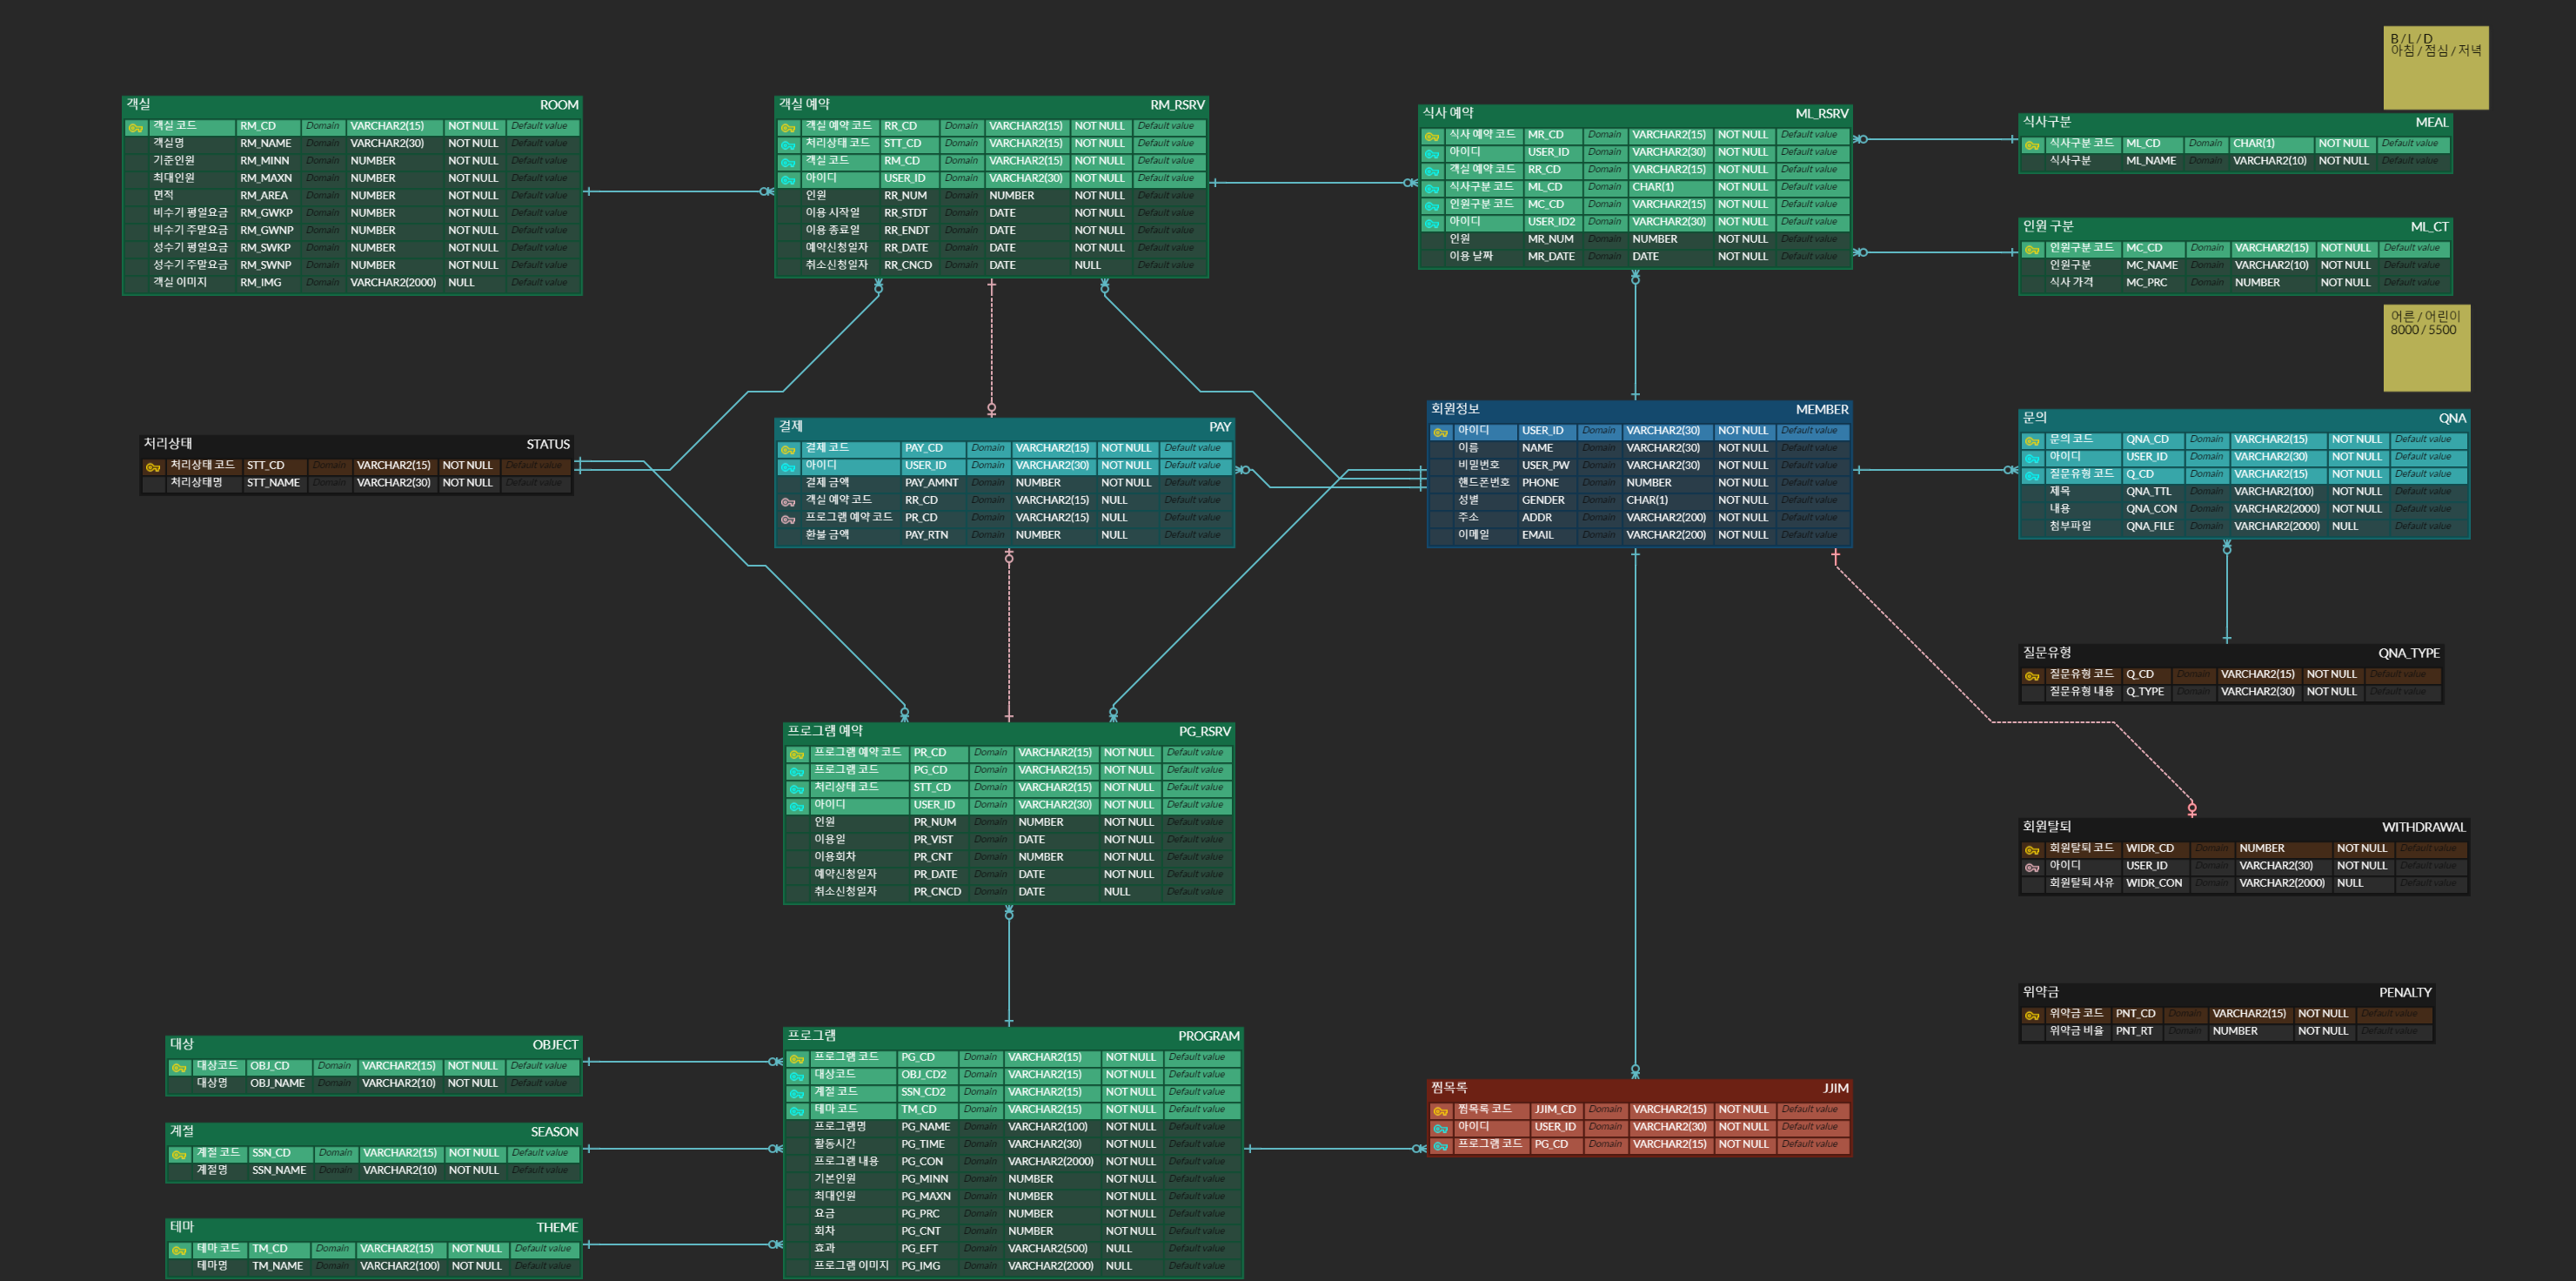 B / L / D
아침 / 점심 / 저녁
객실 ROOM
객실 코드 RM_CD Domain VARCHAR2(15) NOT NULL Default value
객실명 RM_NAME Domain VARCHAR2(30) NOT NULL Default value
기준인원 RM_MINN Domain NUMBER NOT NULL Default value
최대인원 RM_MAXN Domain NUMBER NOT NULL Default value
면적 RM_AREA Domain NUMBER NOT NULL Default value
비수기 평일요금 RM_GWKP Domain NUMBER NOT NULL Default value
비수기 주말요금 RM_GWNP Domain NUMBER NOT NULL Default value
성수기 평일요금 RM_SWKP Domain NUMBER NOT NULL Default value
성수기 주말요금 RM_SWNP Domain NUMBER NOT NULL Default value
객실 이미지 RM_IMG Domain VARCHAR2(2000) NULL Default value
객실 예약 RM_RSRV
객실 예약 코드 RR_CD Domain VARCHAR2(15) NOT NULL Default value
처리상태 코드 STT_CD Domain VARCHAR2(15) NOT NULL Default value
객실 코드 RM_CD Domain VARCHAR2(15) NOT NULL Default value
아이디 USER_ID Domain VARCHAR2(30) NOT NULL Default value
인원 RR_NUM Domain NUMBER NOT NULL Default value
이용 시작일 RR_STDT Domain DATE NOT NULL Default value
이용 종료일 RR_ENDT Domain DATE NOT NULL Default value
예약신청일자 RR_DATE Domain DATE NOT NULL Default value
취소신청일자 RR_CNCD Domain DATE NULL Default value
식사 예약 ML_RSRV
식사 예약 코드 MR_CD Domain VARCHAR2(15) NOT NULL Default value
아이디 USER_ID Domain VARCHAR2(30) NOT NULL Default value
객실 예약 코드 RR_CD Domain VARCHAR2(15) NOT NULL Default value
식사구분 코드 ML_CD Domain CHAR(1) NOT NULL Default value
인원구분 코드 MC_CD Domain VARCHAR2(15) NOT NULL Default value
아이디 USER_ID2 Domain VARCHAR2(30) NOT NULL Default value
인원 MR_NUM Domain NUMBER NOT NULL Default value
이용 날짜 MR_DATE Domain DATE NOT NULL Default value
식사구분 MEAL
식사구분 코드 ML_CD Domain CHAR(1) NOT NULL Default value
식사구분 ML_NAME Domain VARCHAR2(10) NOT NULL Default value
인원 구분 ML_CT
인원구분 코드 MC_CD Domain VARCHAR2(15) NOT NULL Default value
인원구분 MC_NAME Domain VARCHAR2(10) NOT NULL Default value
식사 가격 MC_PRC Domain NUMBER NOT NULL Default value
어른 / 어린이
8000 / 5500
처리상태 STATUS
처리상태 코드 STT_CD Domain VARCHAR2(15) NOT NULL Default value
처리상태명 STT_NAME Domain VARCHAR2(30) NOT NULL Default value
결제 PAY
결제 코드 PAY_CD Domain VARCHAR2(15) NOT NULL Default value
아이디 USER_ID Domain VARCHAR2(30) NOT NULL Default value
결제 금액 PAY_AMNT Domain NUMBER NOT NULL Default value
객실 예약 코드 RR_CD Domain VARCHAR2(15) NULL Default value
프로그램 예약 코드 PR_CD Domain VARCHAR2(15) NULL Default value
환불 금액 PAY_RTN Domain NUMBER NULL Default value
회원정보 MEMBER
아이디 USER_ID Domain VARCHAR2(30) NOT NULL Default value
이름 NAME Domain VARCHAR2(30) NOT NULL Default value
비밀번호 USER_PW Domain VARCHAR2(30) NOT NULL Default value
핸드폰번호 PHONE Domain NUMBER NOT NULL Default value
성별 GENDER Domain CHAR(1) NOT NULL Default value
주소 ADDR Domain VARCHAR2(200) NOT NULL Default value
이메일 EMAIL Domain VARCHAR2(200) NOT NULL Default value
문의 QNA
문의 코드 QNA_CD Domain VARCHAR2(15) NOT NULL Default value
아이디 USER_ID Domain VARCHAR2(30) NOT NULL Default value
질문유형 코드 Q_CD Domain VARCHAR2(15) NOT NULL Default value
제목 QNA_TTL Domain VARCHAR2(100) NOT NULL Default value
내용 QNA_CON Domain VARCHAR2(2000) NOT NULL Default value
첨부파일 QNA_FILE Domain VARCHAR2(2000) NULL Default value
질문유형 QNA_TYPE
질문유형 코드 Q_CD Domain VARCHAR2(15) NOT NULL Default value
질문유형 내용 Q_TYPE Domain VARCHAR2(30) NOT NULL Default value
프로그램 예약 PG_RSRV
프로그램 예약 코드 PR_CD Domain VARCHAR2(15) NOT NULL Default value
프로그램 코드 PG_CD Domain VARCHAR2(15) NOT NULL Default value
처리상태 코드 STT_CD Domain VARCHAR2(15) NOT NULL Default value
아이디 USER_ID Domain VARCHAR2(30) NOT NULL Default value
인원 PR_NUM Domain NUMBER NOT NULL Default value
이용일 PR_VIST Domain DATE NOT NULL Default value
이용회차 PR_CNT Domain NUMBER NOT NULL Default value
예약신청일자 PR_DATE Domain DATE NOT NULL Default value
취소신청일자 PR_CNCD Domain DATE NULL Default value
회원탈퇴 WITHDRAWAL
회원탈퇴 코드 WIDR_CD Domain NUMBER NOT NULL Default value
아이디 USER_ID Domain VARCHAR2(30) NOT NULL Default value
회원탈퇴 사유 WIDR_CON Domain VARCHAR2(2000) NULL Default value
위약금 PENALTY
위약금 코드 PNT_CD Domain VARCHAR2(15) NOT NULL Default value
위약금 비율 PNT_RT Domain NUMBER NOT NULL Default value
대상 OBJECT
대상코드 OBJ_CD Domain VARCHAR2(15) NOT NULL Default value
대상명 OBJ_NAME Domain VARCHAR2(10) NOT NULL Default value
계절 SEASON
계절 코드 SSN_CD Domain VARCHAR2(15) NOT NULL Default value
계절명 SSN_NAME Domain VARCHAR2(10) NOT NULL Default value
테마 THEME
테마 코드 TM_CD Domain VARCHAR2(15) NOT NULL Default value
테마명 TM_NAME Domain VARCHAR2(100) NOT NULL Default value
프로그램 PROGRAM
프로그램 코드 PG_CD Domain VARCHAR2(15) NOT NULL Default value
대상코드 OBJ_CD2 Domain VARCHAR2(15) NOT NULL Default value
계절 코드 SSN_CD2 Domain VARCHAR2(15) NOT NULL Default value
테마 코드 TM_CD Domain VARCHAR2(15) NOT NULL Default value
프로그램명 PG_NAME Domain VARCHAR2(100) NOT NULL Default value
활동시간 PG_TIME Domain VARCHAR2(30) NOT NULL Default value
프로그램 내용 PG_CON Domain VARCHAR2(2000) NOT NULL Default value
기본인원 PG_MINN Domain NUMBER NOT NULL Default value
최대인원 PG_MAXN Domain NUMBER NOT NULL Default value
요금 PG_PRC Domain NUMBER NOT NULL Default value
회차 PG_CNT Domain NUMBER NOT NULL Default value
효과 PG_EFT Domain VARCHAR2(500) NULL Default value
프로그램 이미지 PG_IMG Domain VARCHAR2(2000) NULL Default value
찜목록 JJIM
찜목록 코드 JJIM_CD Domain VARCHAR2(15) NOT NULL Default value
아이디 USER_ID Domain VARCHAR2(30) NOT NULL Default value
프로그램 코드 PG_CD Domain VARCHAR2(15) NOT NULL Default value